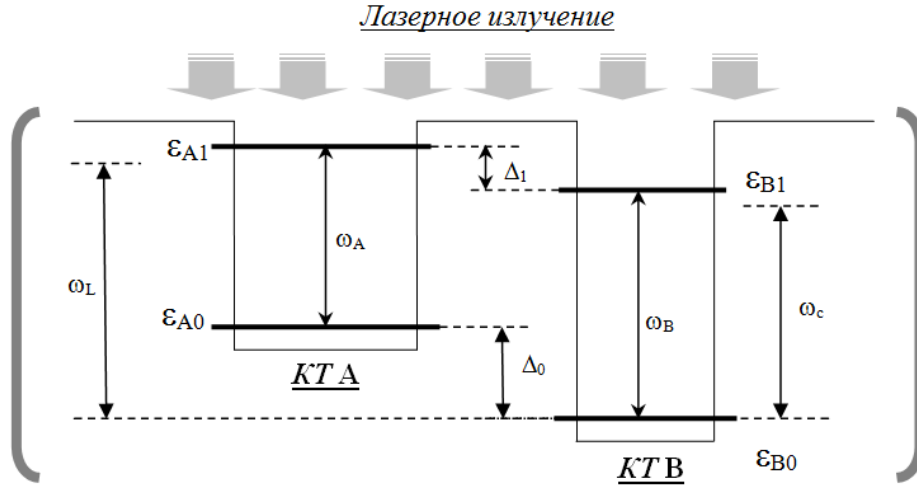 Лазерное излучение
εA1
Δ1
εB1
ωL
ωA
ωB
ωc
εA0
Δ0
КТ А
КТ В
εB0